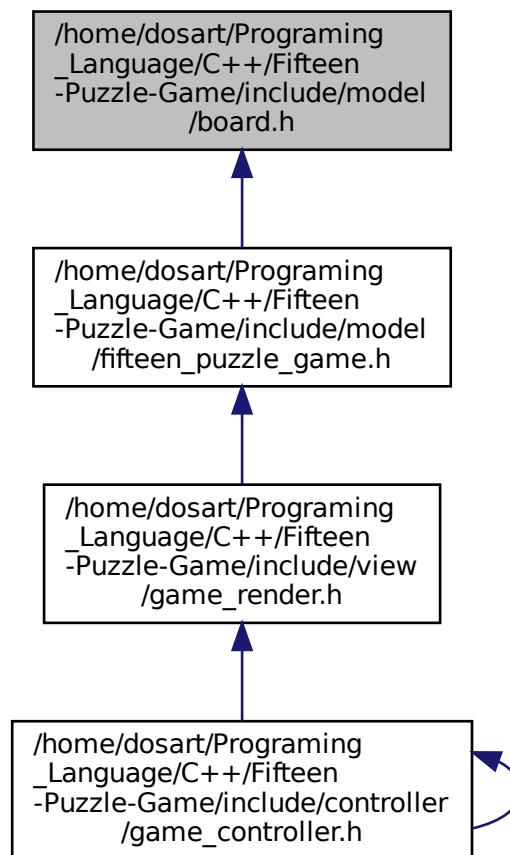 /home/dosart/Programing
_Language/C++/Fifteen
-Puzzle-Game/include/model
/board.h
/home/dosart/Programing
_Language/C++/Fifteen
-Puzzle-Game/include/model
/fifteen_puzzle_game.h
/home/dosart/Programing
_Language/C++/Fifteen
-Puzzle-Game/include/view
/game_render.h
/home/dosart/Programing
_Language/C++/Fifteen
-Puzzle-Game/include/controller
/game_controller.h